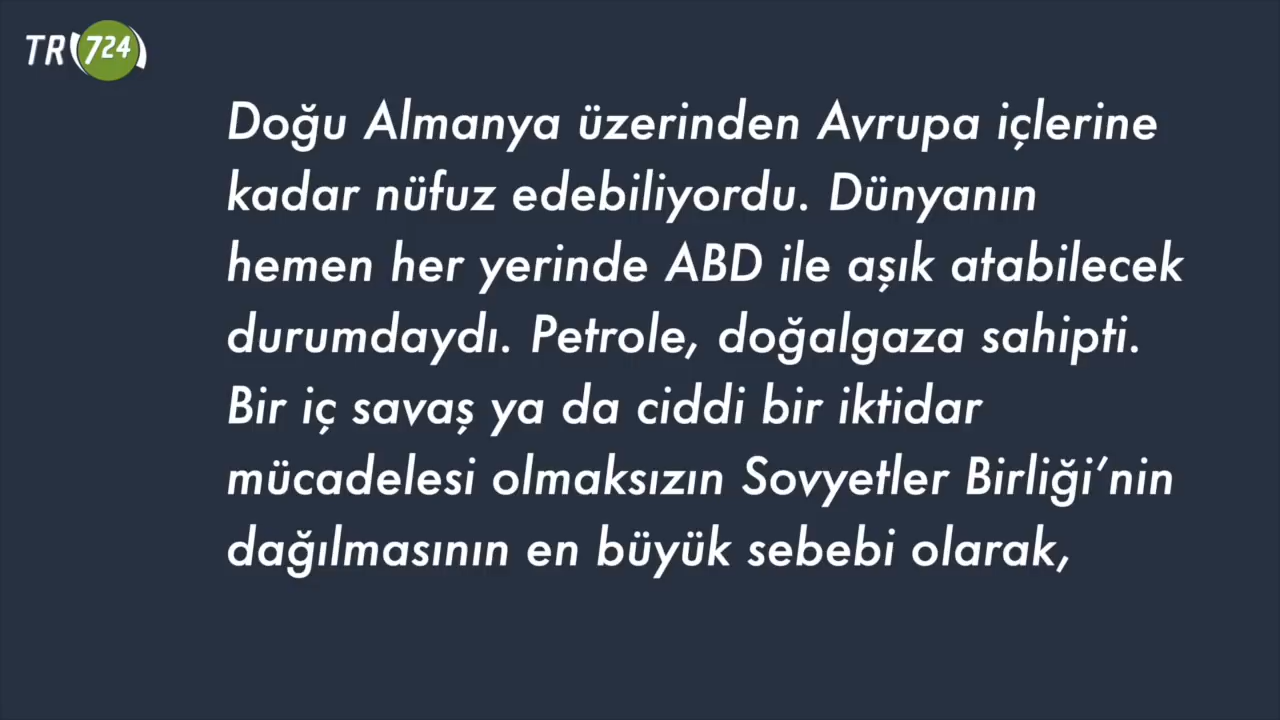 TR724
Doğu Almanya üzerinden Avrupa içlerine
kadar nüfuz edebiliyordu. Dünyanın
hemen her yerinde ABD ile aşık atabilecek
durumdaydı. Petrole, doğalgaza sahipti.
Bir iç savaş ya da ciddi bir iktidar
mücadelesi olmaksızın Sovyetler Birliği’nin
dağılmasının en büyük sebebi olarak,